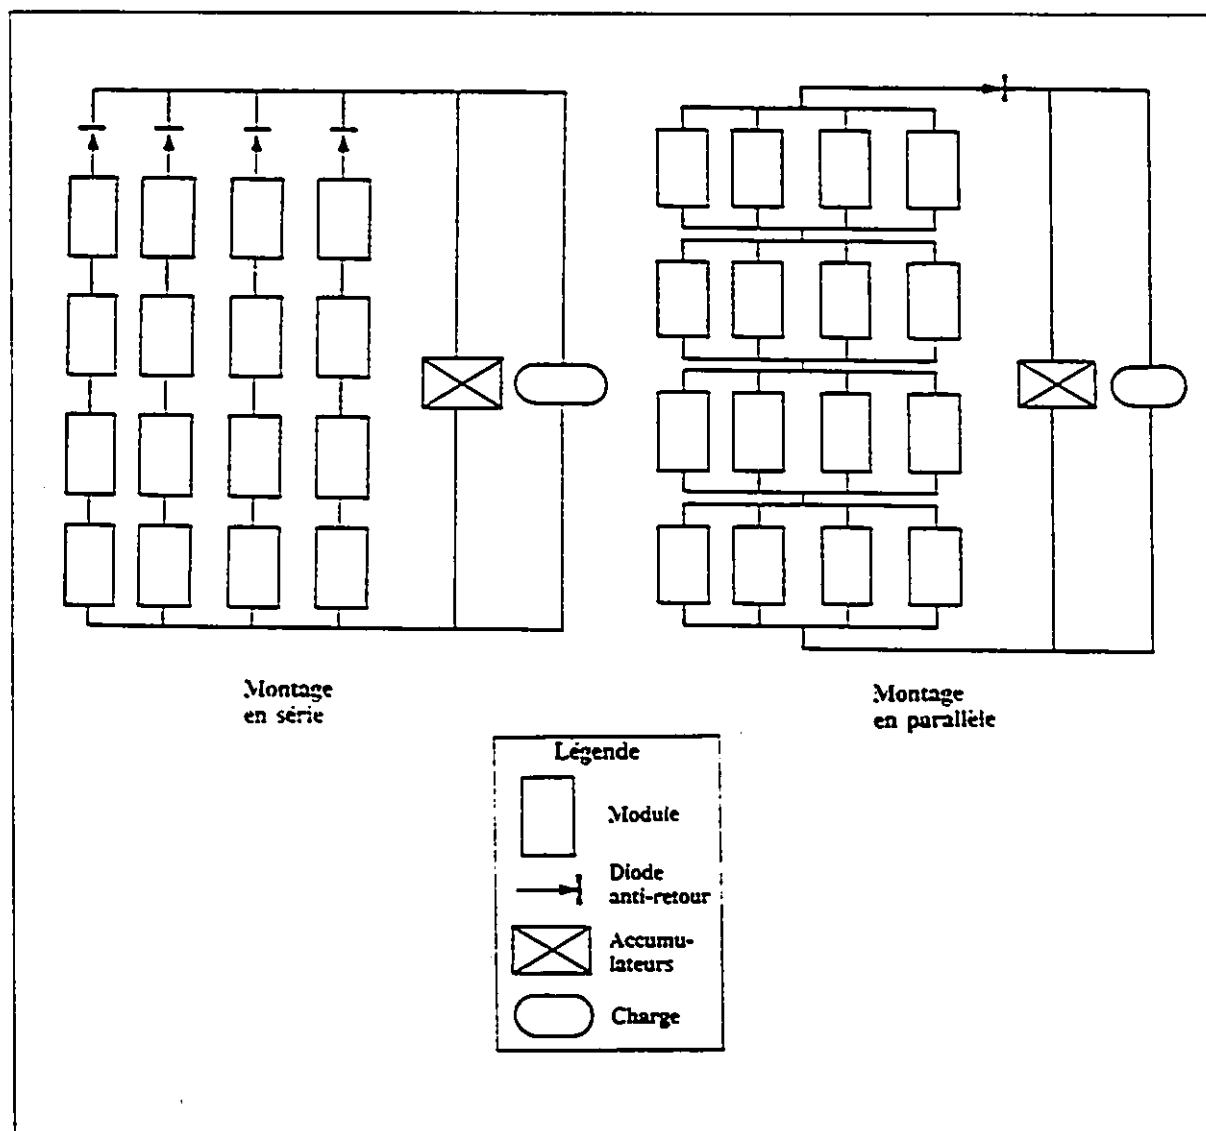 Montage
en série
Montage
en parallèle
Légende
Module
Diode
anti-retour
Accumu-
lateurs
Charge